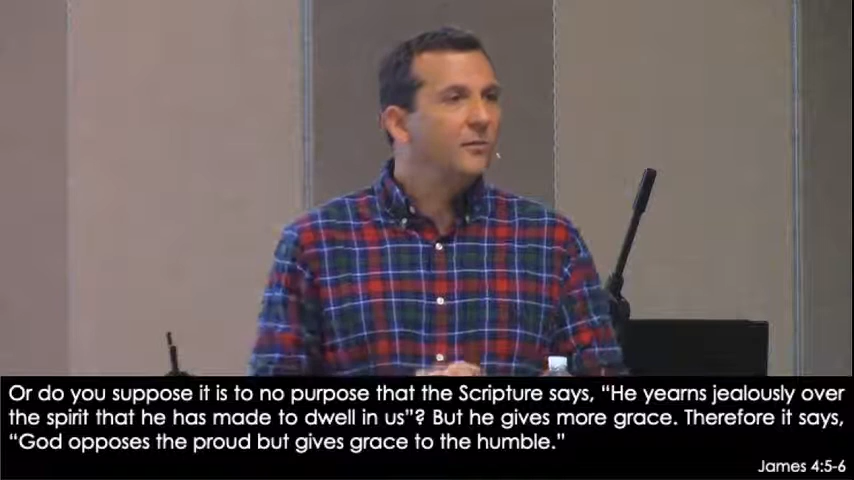 Or do you suppose it is to no purpose that the Scripture says, “He yearns jealously over
the spirit that he has made to dwell in us”? But he gives more grace. Therefore it says,
“God opposes the proud but gives grace to the humble.”
James 4:5-6